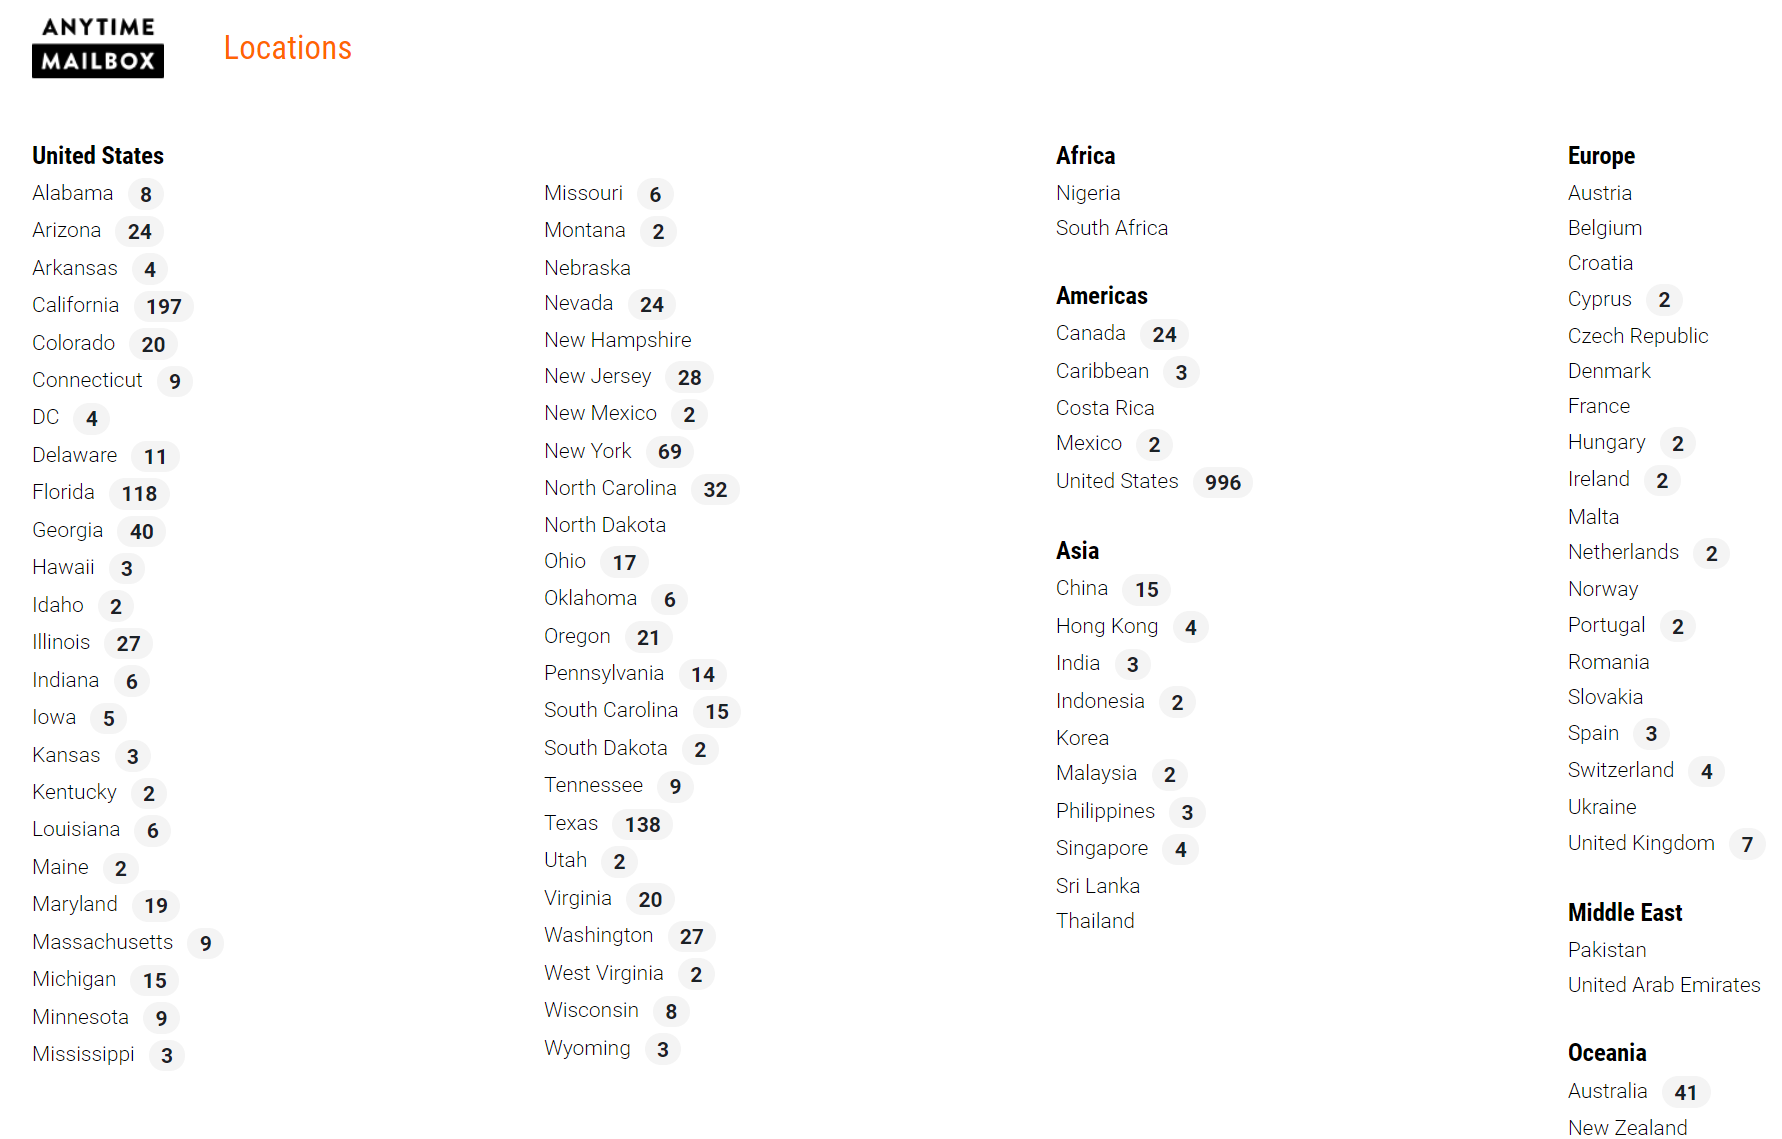 ANYTIME
MAILBOX
Locations
United States
Alabama 8
Arizona 24
Arkansas 4
California 197
Colorado 20
Connecticut 9
DC 4
Delaware 11
Florida 118
Georgia 40
Hawaii 3
Idaho 2
Illinois 27
Indiana 6
Iowa 5
Kansas 3
Kentucky 2
Louisiana 6
Maine 2
Maryland 19
Massachusetts 9
Michigan 15
Minnesota 9
Mississippi 3
Missouri 6
Montana 2
Nebraska
Nevada 24
New Hampshire
New Jersey 28
New Mexico 2
New York 69
North Carolina 32
North Dakota
Ohio 17
Oklahoma 6
Oregon 21
Pennsylvania 14
South Carolina 15
South Dakota 2
Tennessee 9
Texas 138
Utah 2
Virginia 20
Washington 27
West Virginia 2
Wisconsin 8
Wyoming 3
Africa
Nigeria
South Africa
Americas
Canada 24
Caribbean 3
Costa Rica
Mexico 2
United States 996
Asia
China 15
Hong Kong 4
India 3
Indonesia 2
Korea
Malaysia 2
Philippines 3
Singapore 4
Sri Lanka
Thailand
Europe
Austria
Belgium
Croatia
Cyprus 2
Czech Republic
Denmark
France
Hungary 2
Ireland 2
Malta
Netherlands 2
Norway
Portugal 2
Romania
Slovakia
Spain 3
Switzerland 4
Ukraine
United Kingdom 7
Middle East
Pakistan
United Arab Emirates
Oceania
Australia 41
New Zealand